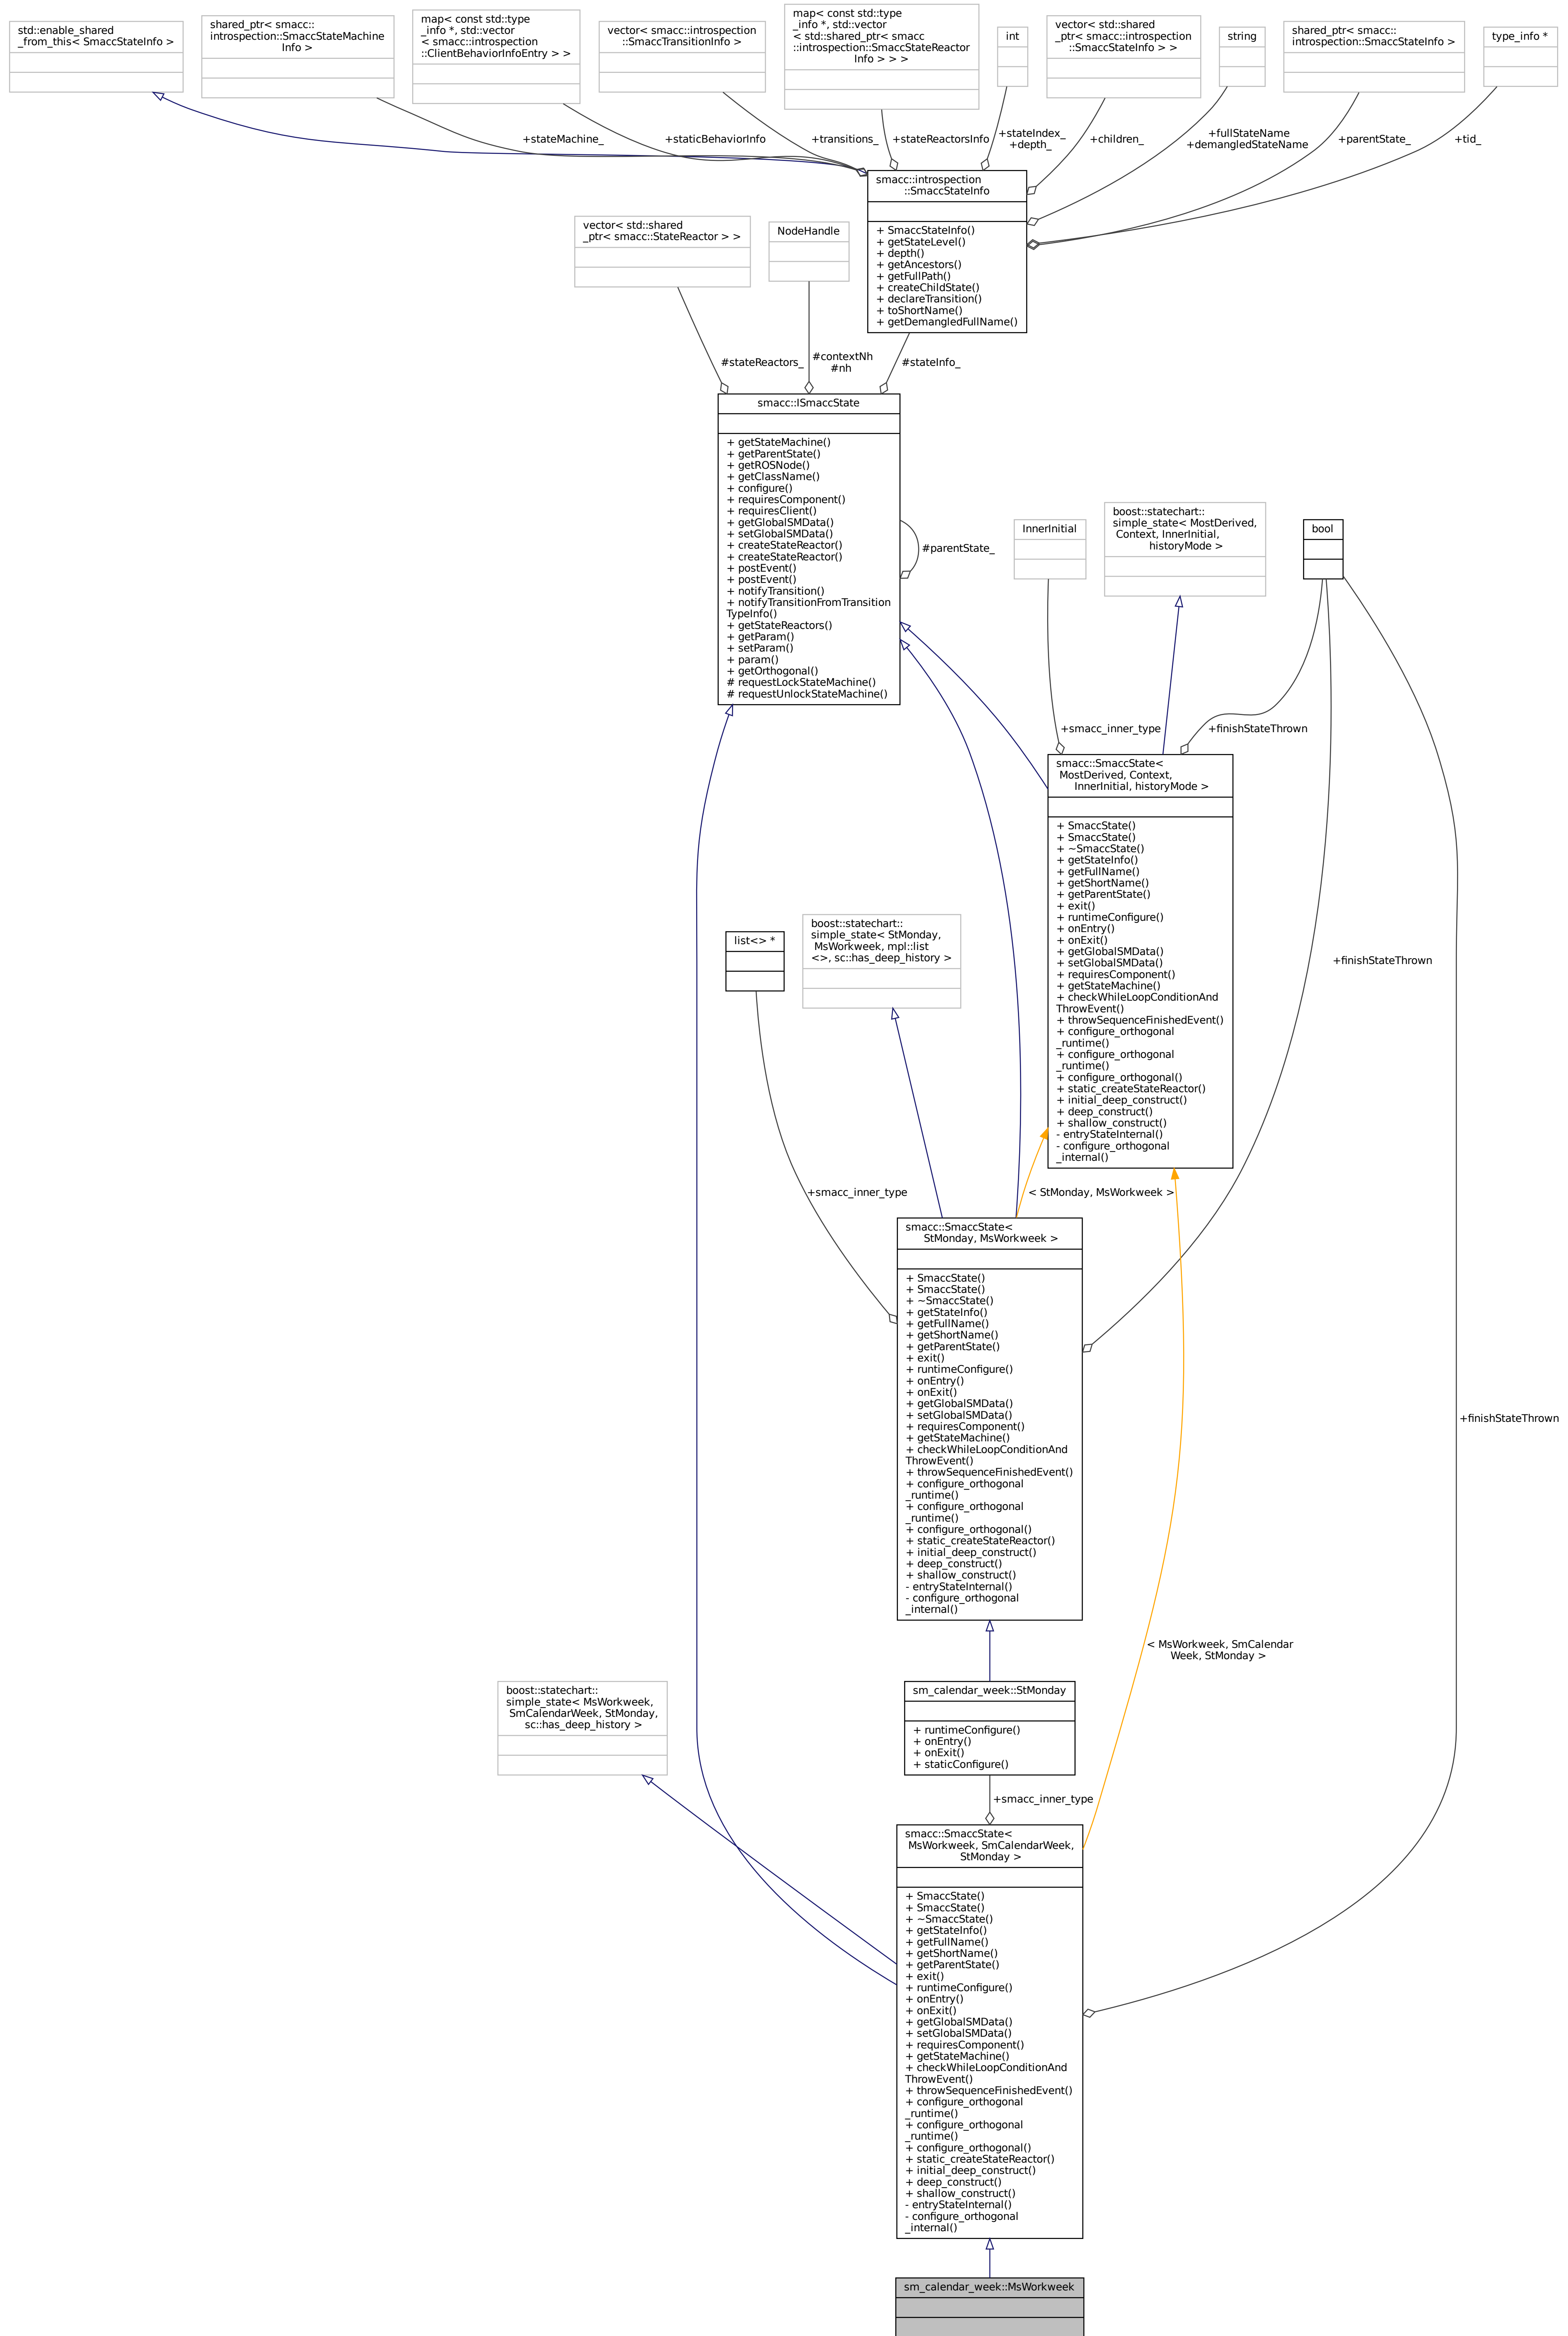 std::enable_shared
_from_this< SmaccStateInfo >
shared_ptr< smacc::
introspection::SmaccStateMachine
Info >
map< const std::type
_info *, std::vector
< smacc::introspection
::ClientBehaviorInfoEntry > >
vector< smacc::introspection
::SmaccTransitionInfo >
map< const std::type
_info *, std::vector
< std::shared_ptr< smacc
::introspection::SmaccStateReactor
Info > > >
int
vector< std::shared
_ptr< smacc::introspection
::SmaccStateInfo > >
string
shared_ptr< smacc::
introspection::SmaccStateInfo >
type_info *
+stateMachine_
+staticBehaviorInfo
+transitions_
+stateReactorsInfo
+stateIndex_
+depth_
+children_
+fullStateName
+demangledStateName
+parentState_
+tid_
smacc::introspection
::SmaccStateInfo
+ SmaccStateInfo()
+ getStateLevel()
+ depth()
+ getAncestors()
+ getFullPath()
+ createChildState()
+ declareTransition()
+ toShortName()
+ getDemangledFullName()
vector< std::shared
_ptr< smacc::StateReactor > >
NodeHandle
#stateReactors_
#contextNh
#nh
#stateInfo_
smacc::ISmaccState
+ getStateMachine()
+ getParentState()
+ getROSNode()
+ getClassName()
+ configure()
+ requiresComponent()
+ requiresClient()
+ getGlobalSMData()
+ setGlobalSMData()
+ createStateReactor()
+ createStateReactor()
+ postEvent()
+ postEvent()
+ notifyTransition()
+ notifyTransitionFromTransition
TypeInfo()
+ getStateReactors()
+ getParam()
+ setParam()
+ param()
+ getOrthogonal()
# requestLockStateMachine()
# requestUnlockStateMachine()
#parentState_
InnerInitial
boost::statechart::
simple_state< MostDerived,
Context, InnerInitial,
historyMode >
bool
+smacc_inner_type
+finishStateThrown
smacc::SmaccState<
MostDerived, Context,
InnerInitial, historyMode >
+ SmaccState()
+ SmaccState()
+ ~SmaccState()
+ getStateInfo()
+ getFullName()
+ getShortName()
+ getParentState()
+ exit()
+ runtimeConfigure()
+ onEntry()
+ onExit()
+ getGlobalSMData()
+ setGlobalSMData()
+ requiresComponent()
+ getStateMachine()
+ checkWhileLoopConditionAnd
ThrowEvent()
+ throwSequenceFinishedEvent()
+ configure_orthogonal
_runtime()
+ configure_orthogonal
_runtime()
+ configure_orthogonal()
+ static_createStateReactor()
+ initial_deep_construct()
+ deep_construct()
+ shallow_construct()
- entryStateInternal()
- configure_orthogonal
_internal()
list<> *
boost::statechart::
simple_state< StMonday,
MsWorkweek, mpl::list
<>, sc::has_deep_history >
+finishStateThrown
+smacc_inner_type
< StMonday, MsWorkweek >
smacc::SmaccState<
StMonday, MsWorkweek >
+ SmaccState()
+ SmaccState()
+ ~SmaccState()
+ getStateInfo()
+ getFullName()
+ getShortName()
+ getParentState()
+ exit()
+ runtimeConfigure()
+ onEntry()
+ onExit()
+ getGlobalSMData()
+ setGlobalSMData()
+ requiresComponent()
+ getStateMachine()
+ checkWhileLoopConditionAnd
ThrowEvent()
+ throwSequenceFinishedEvent()
+ configure_orthogonal
_runtime()
+ configure_orthogonal
_runtime()
+ configure_orthogonal()
+ static_createStateReactor()
+ initial_deep_construct()
+ deep_construct()
+ shallow_construct()
- entryStateInternal()
- configure_orthogonal
_internal()
+finishStateThrown
< MsWorkweek, SmCalendar
Week, StMonday >
boost::statechart::
simple_state< MsWorkweek,
SmCalendarWeek, StMonday,
sc::has_deep_history >
sm_calendar_week::StMonday
+ runtimeConfigure()
+ onEntry()
+ onExit()
+ staticConfigure()
+smacc_inner_type
smacc::SmaccState<
MsWorkweek, SmCalendarWeek,
StMonday >
+ SmaccState()
+ SmaccState()
+ ~SmaccState()
+ getStateInfo()
+ getFullName()
+ getShortName()
+ getParentState()
+ exit()
+ runtimeConfigure()
+ onEntry()
+ onExit()
+ getGlobalSMData()
+ setGlobalSMData()
+ requiresComponent()
+ getStateMachine()
+ checkWhileLoopConditionAnd
ThrowEvent()
+ throwSequenceFinishedEvent()
+ configure_orthogonal
_runtime()
+ configure_orthogonal
_runtime()
+ configure_orthogonal()
+ static_createStateReactor()
+ initial_deep_construct()
+ deep_construct()
+ shallow_construct()
- entryStateInternal()
- configure_orthogonal
_internal()
sm_calendar_week::MsWorkweek